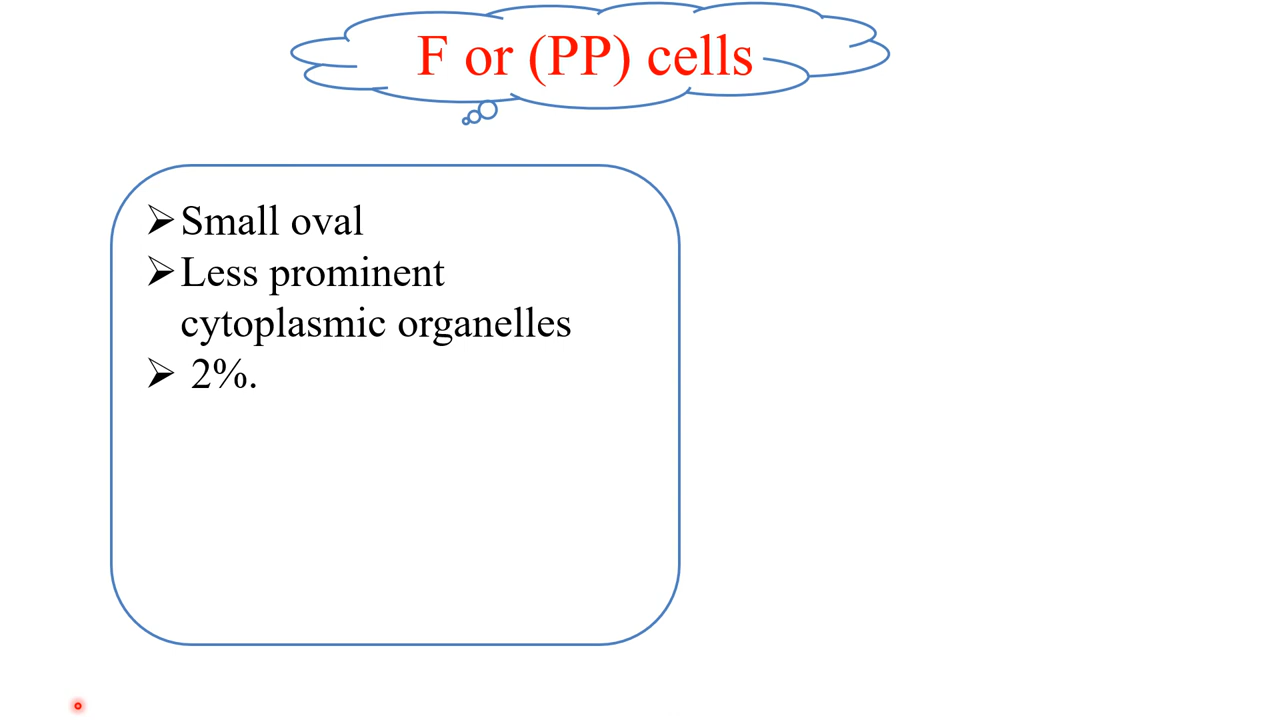 F or (PP) cells
➢Small oval
➢Less prominent
cytoplasmic organelles
➢ 2%.